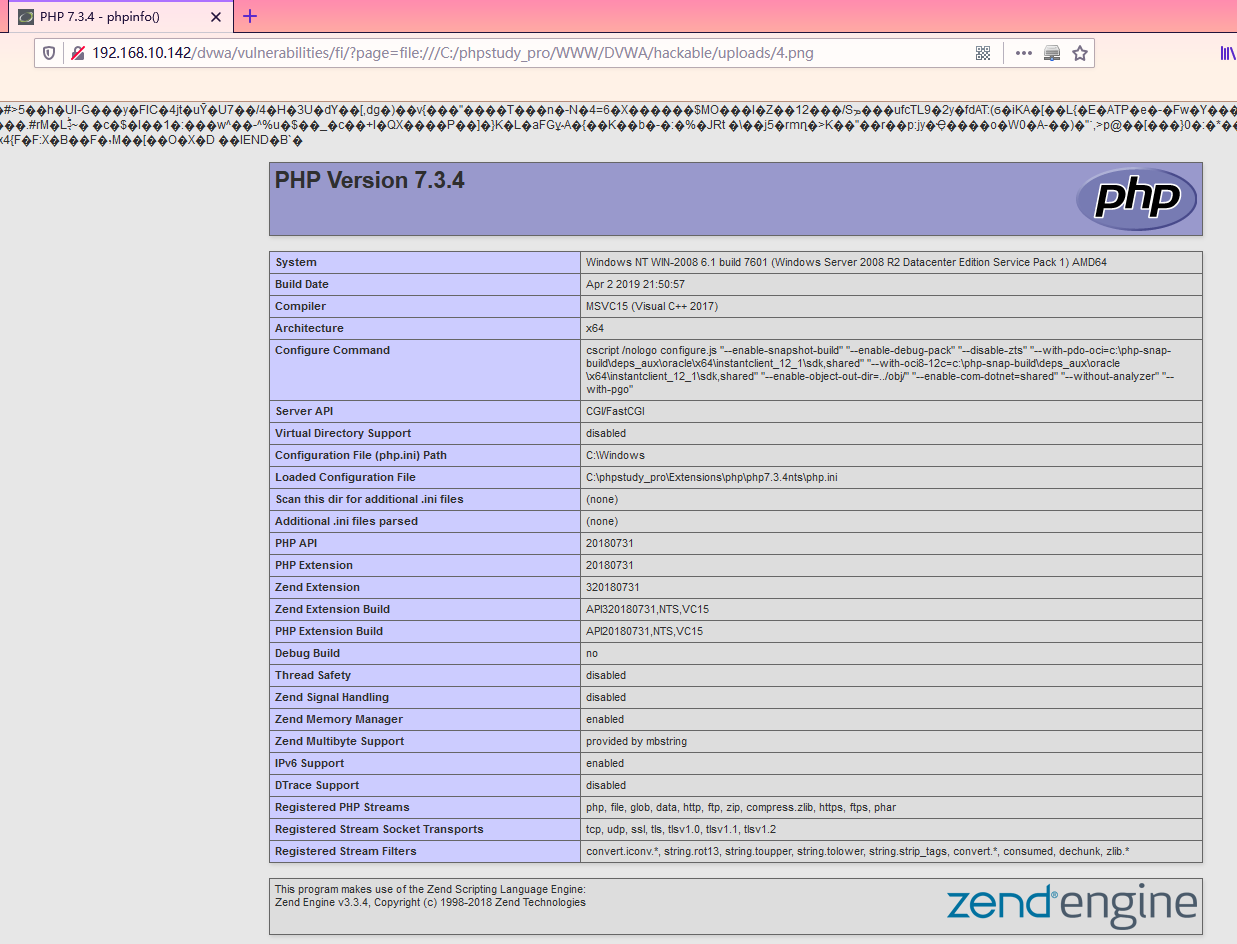 PHP 7.3.4 - phpinfo()
192.168.10.142/dvwa/vulnerabilities/fi/?page=file:///C:/phpstudy_pro/WWW/DVWA/hackable/uploads/4.png
PHP Version 7.3.4
php
System Windows NT WIN-2008 6.1 build 7601 (Windows Server 2008 R2 Datacenter Edition Service Pack 1) AMD64
Build Date Apr 2 2019 21:50:57
Compiler MSVC15 (Visual C++ 2017)
Architecture x64
Configure Command cscript /nologo configure.js "--enable-snapshot-build" "--enable-debug-pack" "--disable-zts" "--with-pdo-oci=c:\php-snap-
build\deps_aux\oracle\x64\instantclient_12_1\sdk,shared" "--with-oci8-12c=c:\php-snap-build\deps_aux\oracle
\x64\instantclient_12_1\sdk,shared" "--enable-object-out-dir=../obj/" "--enable-com-dotnet=shared" "--without-analyzer" "--
with-pgo"
Server API CGI/FastCGI
Virtual Directory Support disabled
Configuration File (php.ini) Path C:\Windows
Loaded Configuration File C:\phpstudy_pro\Extensions\php\php7.3.4nts\php.ini
Scan this dir for additional .ini files (none)
Additional .ini files parsed (none)
PHP API 20180731
PHP Extension 20180731
Zend Extension 320180731
Zend Extension Build API320180731,NTS,VC15
PHP Extension Build API20180731,NTS,VC15
Debug Build no
Thread Safety disabled
Zend Signal Handling disabled
Zend Memory Manager enabled
Zend Multibyte Support provided by mbstring
IPv6 Support enabled
DTrace Support disabled
Registered PHP Streams php, file, glob, data, http, ftp, zip, compress.zlib, https, ftps, phar
Registered Stream Socket Transports tcp, udp, ssl, tls, tlsv1.0, tlsv1.1, tlsv1.2
Registered Stream Filters convert.iconv.*, string.rot13, string.toupper, string.tolower, string.strip_tags, convert.*, consumed, dechunk, zlib.*
This program makes use of the Zend Scripting Language Engine:
Zend Engine v3.3.4, Copyright (c) 1998-2018 Zend Technologies
zend engine